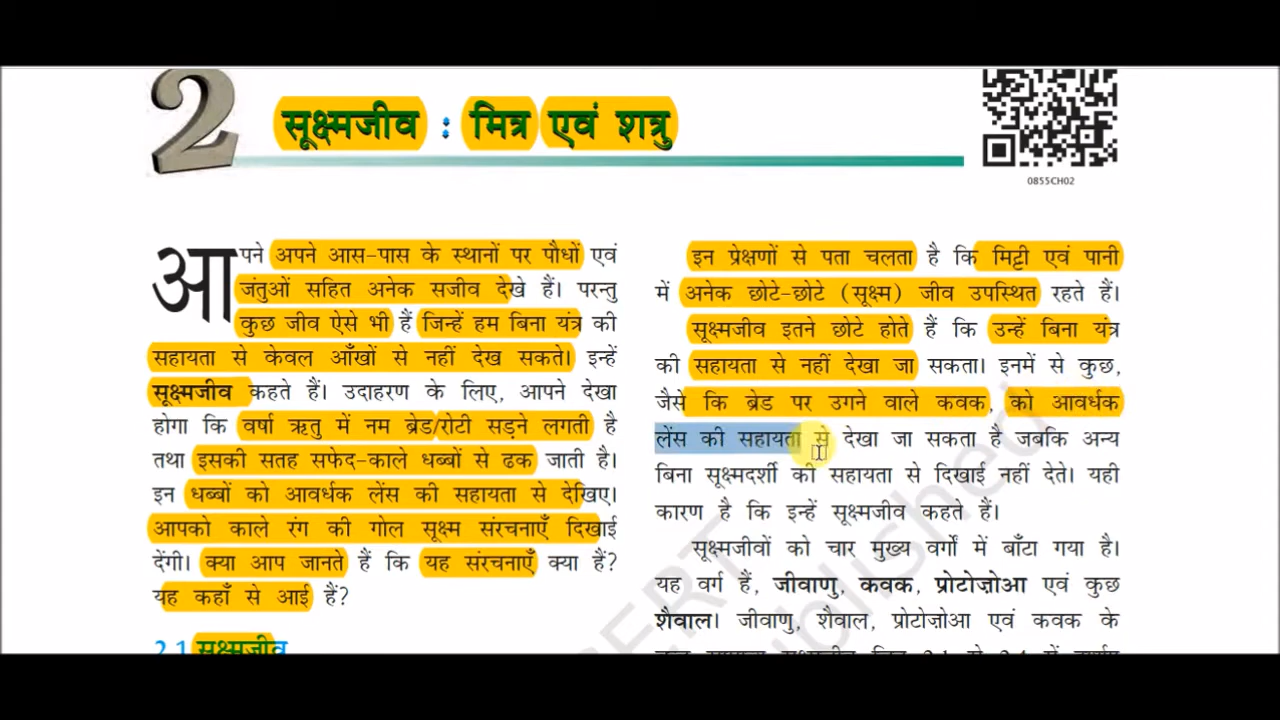 2
सूक्ष्मजीव : मित्र एवं शत्रु
0855CH02
आपने अपने आस-पास के स्थानों पर पौधों एवं
जंतुओं सहित अनेक सजीव देखे हैं। परन्तु
कुछ जीव ऐसे भी हैं जिन्हें हम बिना यंत्र की
सहायता से केवल आँखों से नहीं देख सकते। इन्हें
सूक्ष्मजीव कहते हैं। उदाहरण के लिए, आपने देखा
होगा कि वर्षा ऋतु में नम ब्रेड/रोटी सड़ने लगती है
तथा इसकी सतह सफेद-काले धब्बों से ढक जाती है।
इन धब्बों को आवर्धक लेंस की सहायता से देखिए।
आपको काले रंग की गोल सूक्ष्म संरचनाएँ दिखाई
देंगी। क्या आप जानते हैं कि यह संरचनाएँ क्या हैं?
यह कहाँ से आई हैं?
2.1 सूक्ष्मजीव
इन प्रेक्षणों से पता चलता है कि मिट्टी एवं पानी
में अनेक छोटे-छोटे (सूक्ष्म) जीव उपस्थित रहते हैं।
सूक्ष्मजीव इतने छोटे होते हैं कि उन्हें बिना यंत्र
की सहायता से नहीं देखा जा सकता। इनमें से कुछ,
जैसे कि ब्रेड पर उगने वाले कवक, को आवर्धक
लेंस की सहायता से देखा जा सकता है जबकि अन्य
बिना सूक्ष्मदर्शी की सहायता से दिखाई नहीं देते। यही
कारण है कि इन्हें सूक्ष्मजीव कहते हैं।
सूक्ष्मजीवों को चार मुख्य वर्गों में बाँटा गया है।
यह वर्ग हैं, जीवाणु, कवक, प्रोटोज़ोआ एवं कुछ
शैवाल। जीवाणु, शैवाल, प्रोटोज़ोआ एवं कवक के